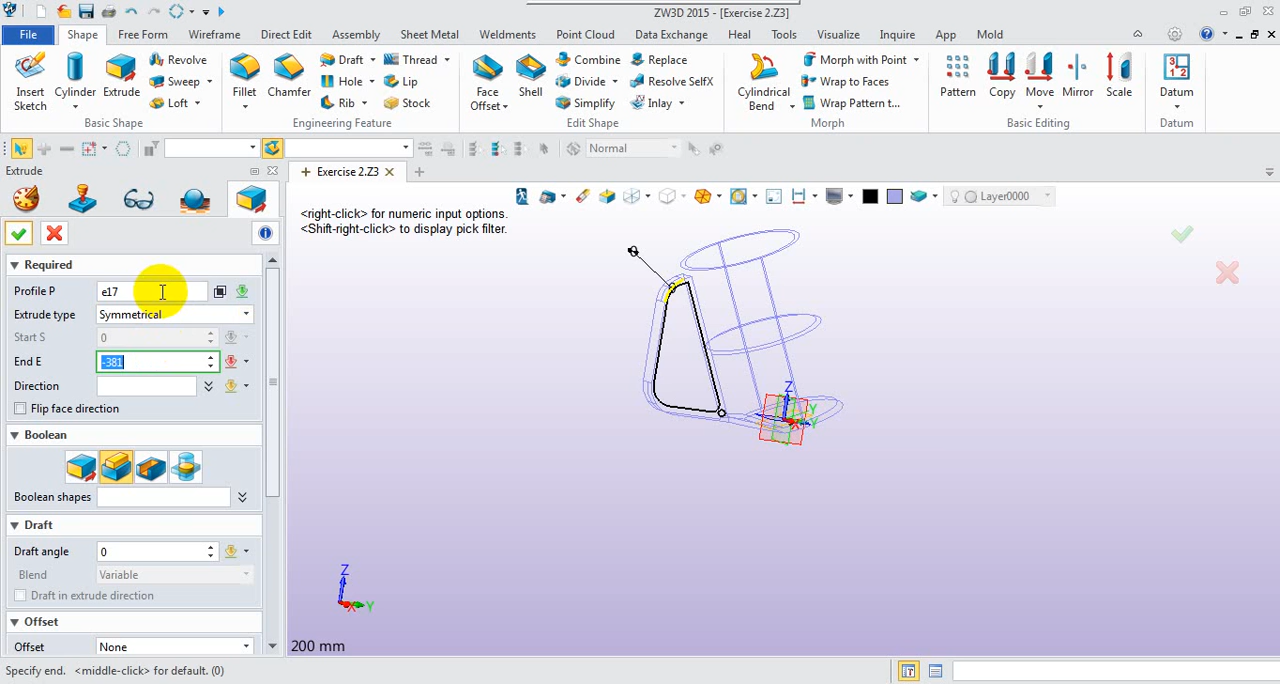 ZW3D 2015 - [Exercise 2.Z3]
File Shape Free Form Wireframe Direct Edit Assembly Sheet Metal Weldments Point Cloud Data Exchange Heal Tools Visualize Inquire App Mold
Insert Sketch
Cylinder
Extrude
Revolve
Sweep
Loft
Basic Shape
Fillet
Chamfer
Draft
Hole
Rib
Thread
Lip
Stock
Engineering Feature
Face Offset
Shell
Combine
Divide
Simplify
Replace
Resolve SelfX
Inlay
Edit Shape
Cylindrical Bend
Morph with Point
Wrap to Faces
Wrap Pattern t...
Morph
Pattern
Copy
Move
Mirror
Scale
Basic Editing
Datum
Datum
Normal
Extrude
Exercise 2.Z3
<right-click> for numeric input options.
<Shift-right-click> to display pick filter.
Layer0000
Required
Profile P e17
Extrude type Symmetrical
Start S 0
End E -381
Direction
Flip face direction
Boolean
Boolean shapes
Draft
Draft angle 0
Blend Variable
Draft in extrude direction
Offset
Offset None
Z
Y
Y
X
Z
X
Y
200 mm
Specify end. <middle-click> for default. (0)